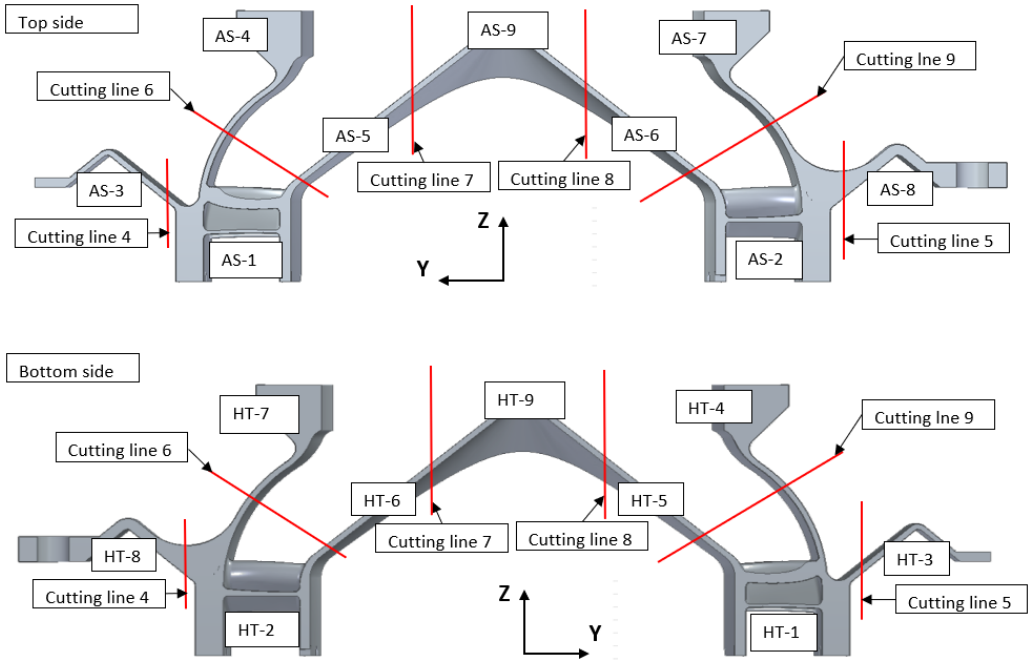 Top side
AS-4
AS-9
AS-7
Cutting lne 9
Cutting line 6
AS-5
AS-6
Cutting line 7
Cutting line 8
AS-3
AS-8
Cutting line 4
Z
Cutting line 5
AS-1
AS-2
Y
Bottom side
HT-7
HT-9
HT-4
Cutting line 9
Cutting line 6
HT-6
HT-5
Cutting line 7
Cutting line 8
HT-8
HT-3
Cutting line 4
Z
Cutting line 5
HT-2
Y
HT-1